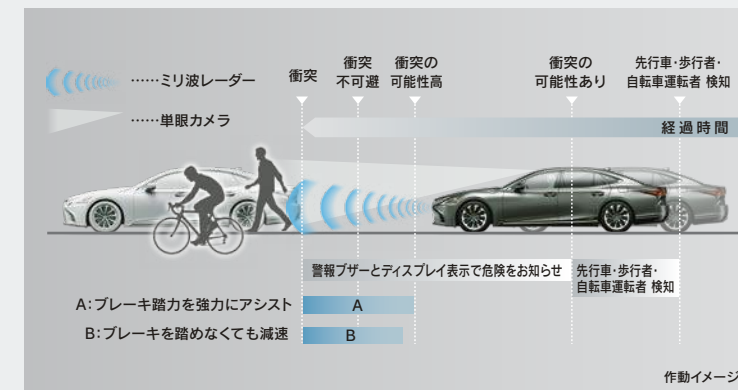 ……ミリ波レーダー
……単眼カメラ
衝突
衝突
不可避
衝突の
可能性高
衝突の
可能性あり
先行車・歩行者・
自転車運転者 検知
経過時間
警報ブザーとディスプレイ表示で危険をお知らせ
先行車・歩行者・
自転車運転者 検知
A：ブレーキ踏力を強力にアシスト
A
B：ブレーキを踏めなくても減速
B
作動イメージ